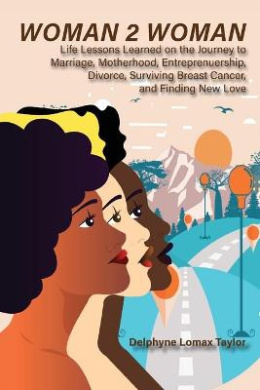 WOMAN 2 WOMAN
Life Lessons Learned on the Journey to
Marriage, Motherhood, Entreprenuership,
Divorce, Surviving Breast Cancer,
and Finding New Love
Delphyne Lomax Taylor